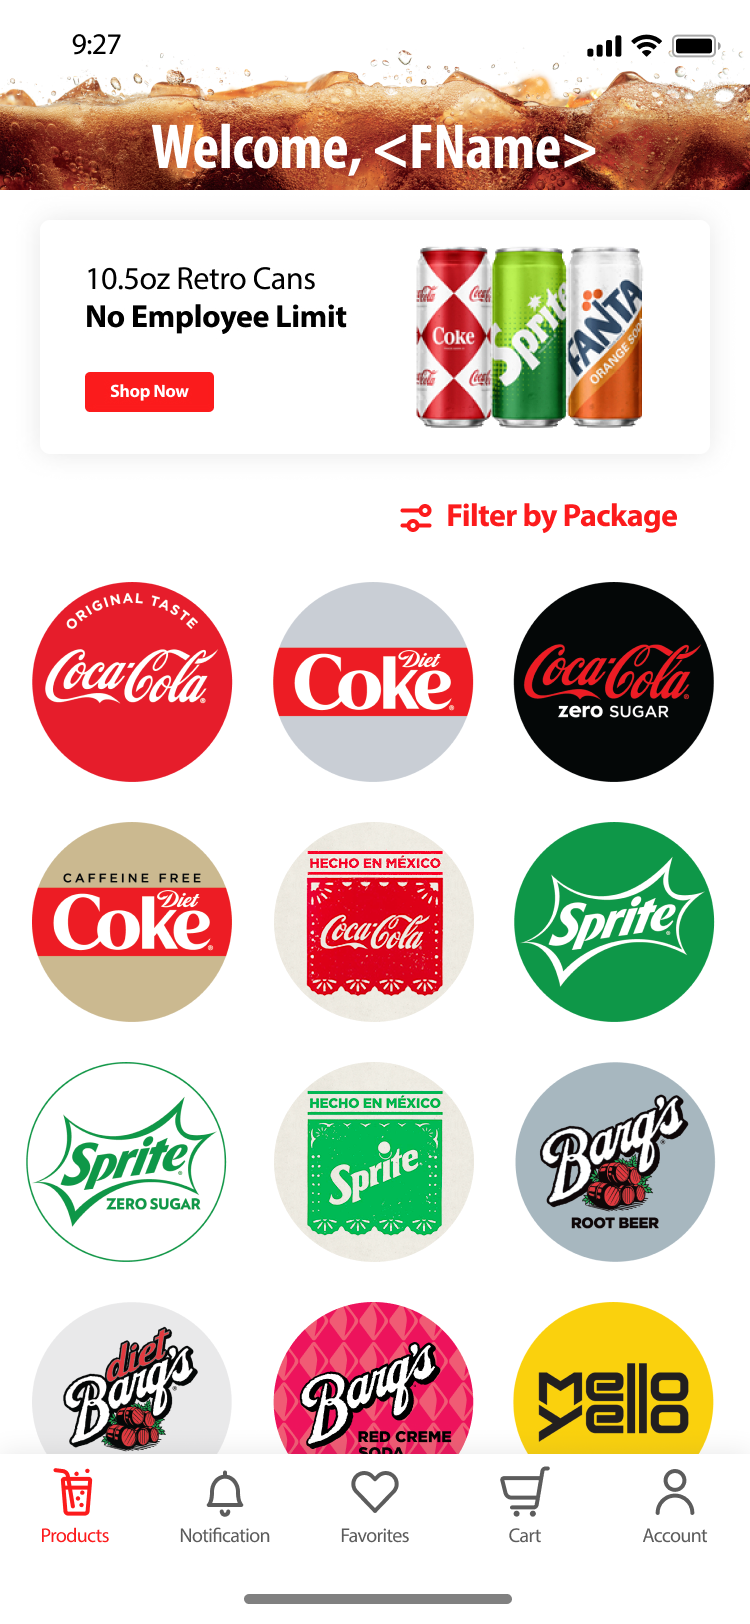 9:27
Welcome, <FName>
10.5oz Retro Cans
No Employee Limit
Shop Now
Coke
Sprite
FANTA
ORANGE SODA
Filter by Package
ORIGINAL TASTE
Coca-Cola
Diet
Coke
Coca-Cola
zero SUGAR
CAFFEINE FREE
Diet
Coke
HECHO EN MÉXICO
Coca-Cola
Sprite
Sprite
ZERO SUGAR
HECHO EN MÉXICO
Sprite
Barq's
ROOT BEER
diet
Barq's
Barq's
RED CREME
SODA
Mello
Yello
Products
Notification
Favorites
Cart
Account